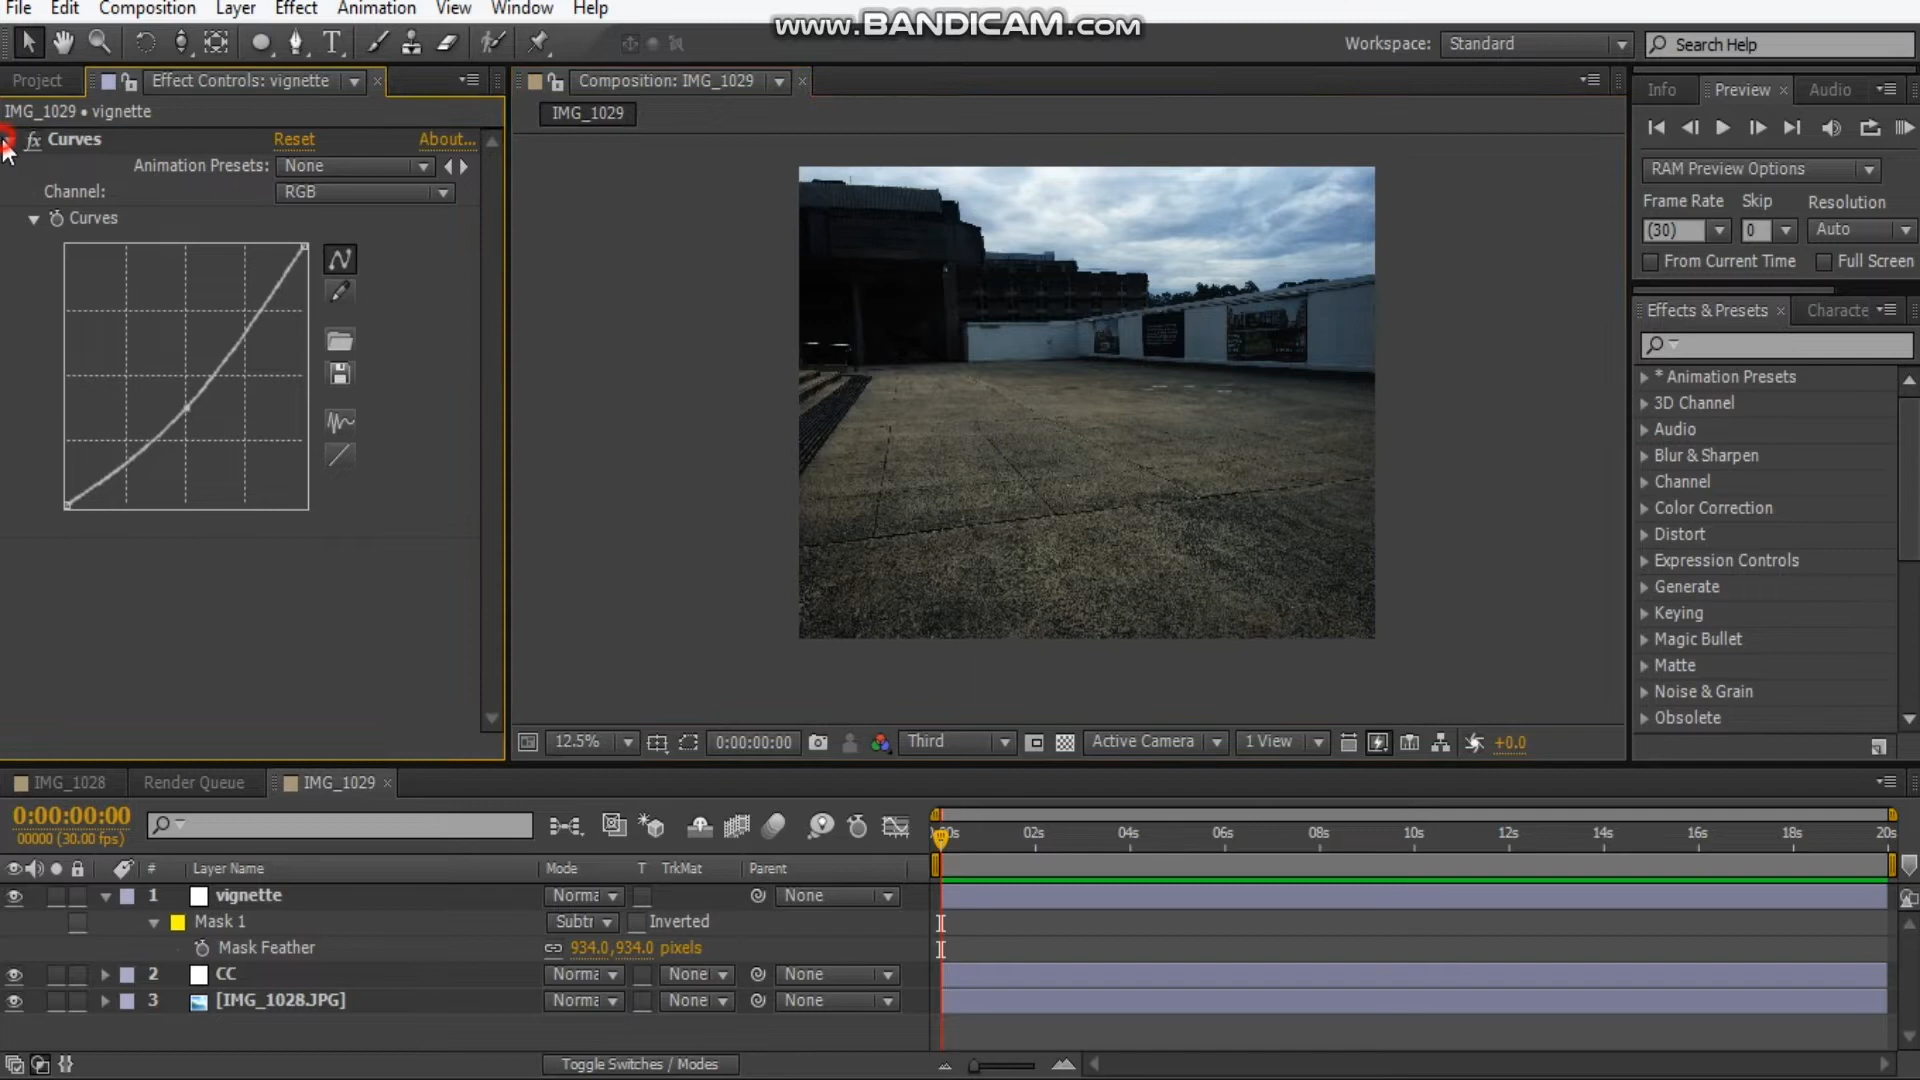 File Edit Composition Layer Effect Animation View Window Help
www.BANDICAM.com
T
Workspace: Standard
Search Help
Project
Effect Controls: vignette
Composition: IMG_1029
Info Preview Audio
IMG_1029 • vignette
IMG_1029
fx Curves Reset About...
Animation Presets: None
Channel: RGB
Curves
RAM Preview Options
Frame Rate Skip Resolution
(30) 0 Auto
From Current Time Full Screen
Effects & Presets Characte
* Animation Presets
3D Channel
Audio
Blur & Sharpen
Channel
Color Correction
Distort
Expression Controls
Generate
Keying
Magic Bullet
Matte
Noise & Grain
Obsolete
12.5% 0:00:00:00 Third Active Camera 1 View +0.0
IMG_1028 Render Queue IMG_1029
0:00:00:00
00000 (30.00 fps)
02s 04s 06s 08s 10s 12s 14s 16s 18s 20s
# Layer Name Mode T TrkMat Parent
1 vignette Norma None
Mask 1 Subtr Inverted
Mask Feather 934.0,934.0 pixels
2 CC Norma None None
3 [IMG_1028.JPG] Norma None None
Toggle Switches / Modes